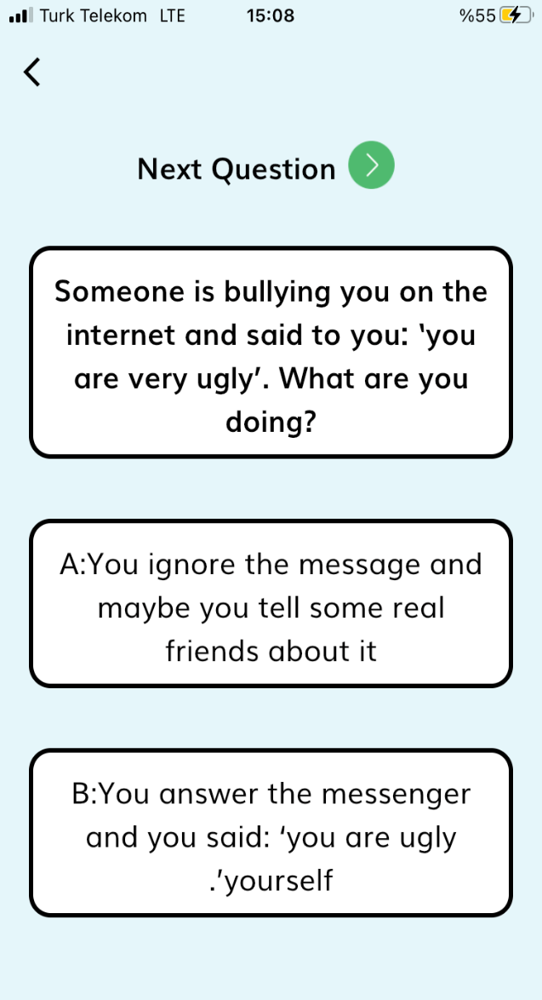 Turk Telekom LTE 15:08 %55
Next Question
Someone is bullying you on the
internet and said to you: 'you
are very ugly'. What are you
doing?
A:You ignore the message and
maybe you tell some real
friends about it
B:You answer the messenger
and you said: ‘you are ugly
.’yourself